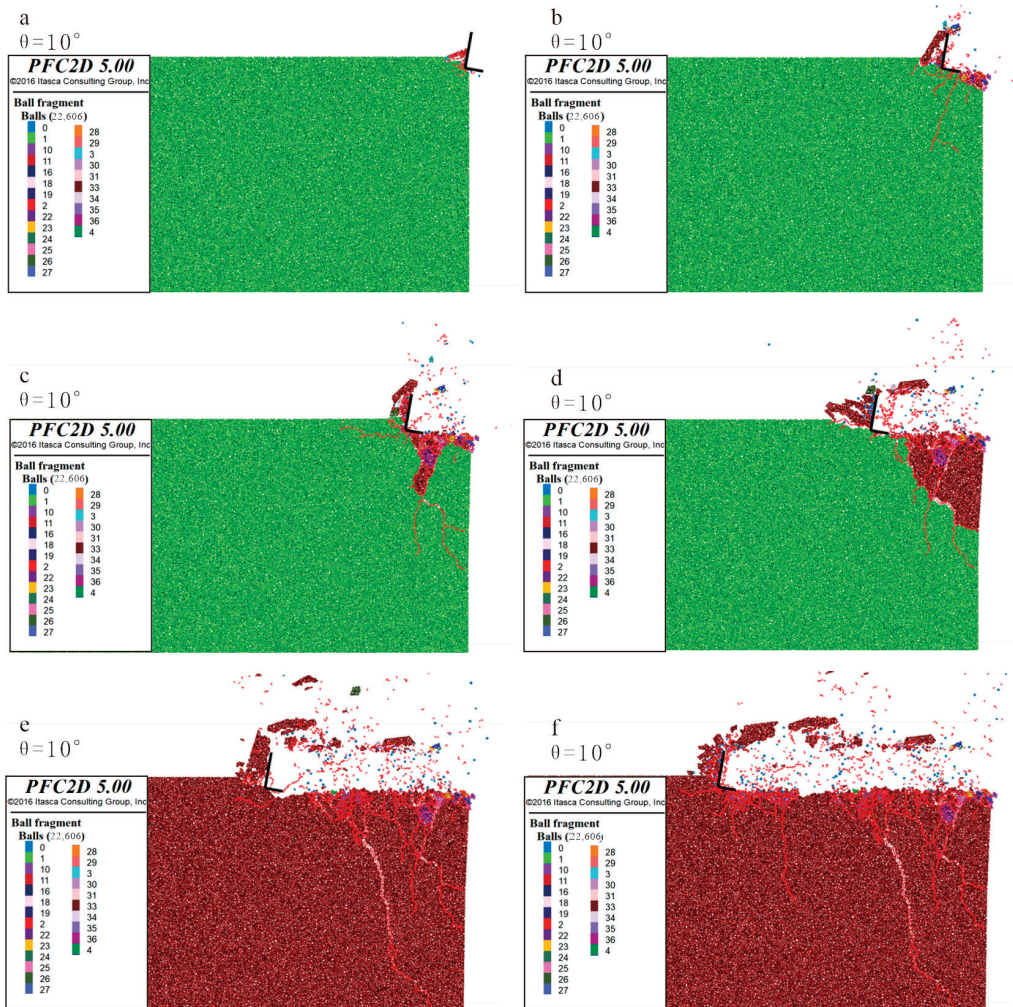 a
θ=10°
PFC2D 5.00
©2016 Itasca Consulting Group, Inc
Ball fragment
Balls (22,606)
0 28
1 29
10 3
11 30
16 31
18 33
19 34
2 35
22 36
23 4
24
25
26
27
b
θ=10°
PFC2D 5.00
©2016 Itasca Consulting Group, Inc.
Ball fragment
Balls (22,606)
0 28
1 29
10 3
11 30
16 31
18 33
19 34
2 35
22 36
23 4
24
25
26
27
c
θ=10°
PFC2D 5.00
©2016 Itasca Consulting Group, Inc
Ball fragment
Balls (22,606)
0 28
1 29
10 3
11 30
16 31
18 33
19 34
2 35
22 36
23 4
24
25
26
27
d
θ=10°
PFC2D 5.00
©2016 Itasca Consulting Group, Inc
Ball fragment
Balls (22,606)
0 28
1 29
10 3
11 30
16 31
18 33
19 34
2 35
22 36
23 4
24
25
26
27
e
θ=10°
PFC2D 5.00
©2016 Itasca Consulting Group, Inc
Ball fragment
Balls (22,606)
0 28
1 29
10 3
11 30
16 31
18 33
19 34
2 35
22 36
23 4
24
25
26
27
f
θ=10°
PFC2D 5.00
©2016 Itasca Consulting Group, Inc
Ball fragment
Balls (22,606)
0 28
1 29
10 3
11 30
16 31
18 33
19 34
2 35
22 36
23 4
24
25
26
27